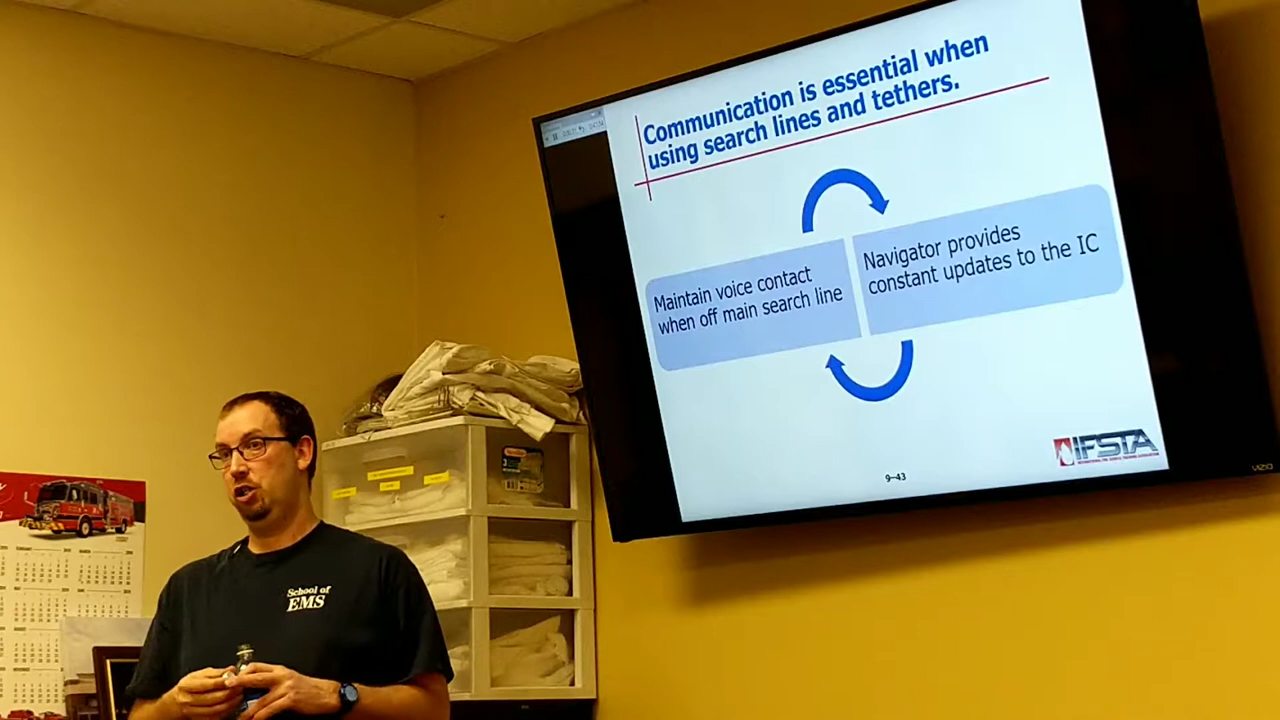 Communication is essential when
using search lines and tethers.
Maintain voice contact
when off main search line
Navigator provides
constant updates to the IC
IFSTA
9-43
VIZIO
School of
EMS